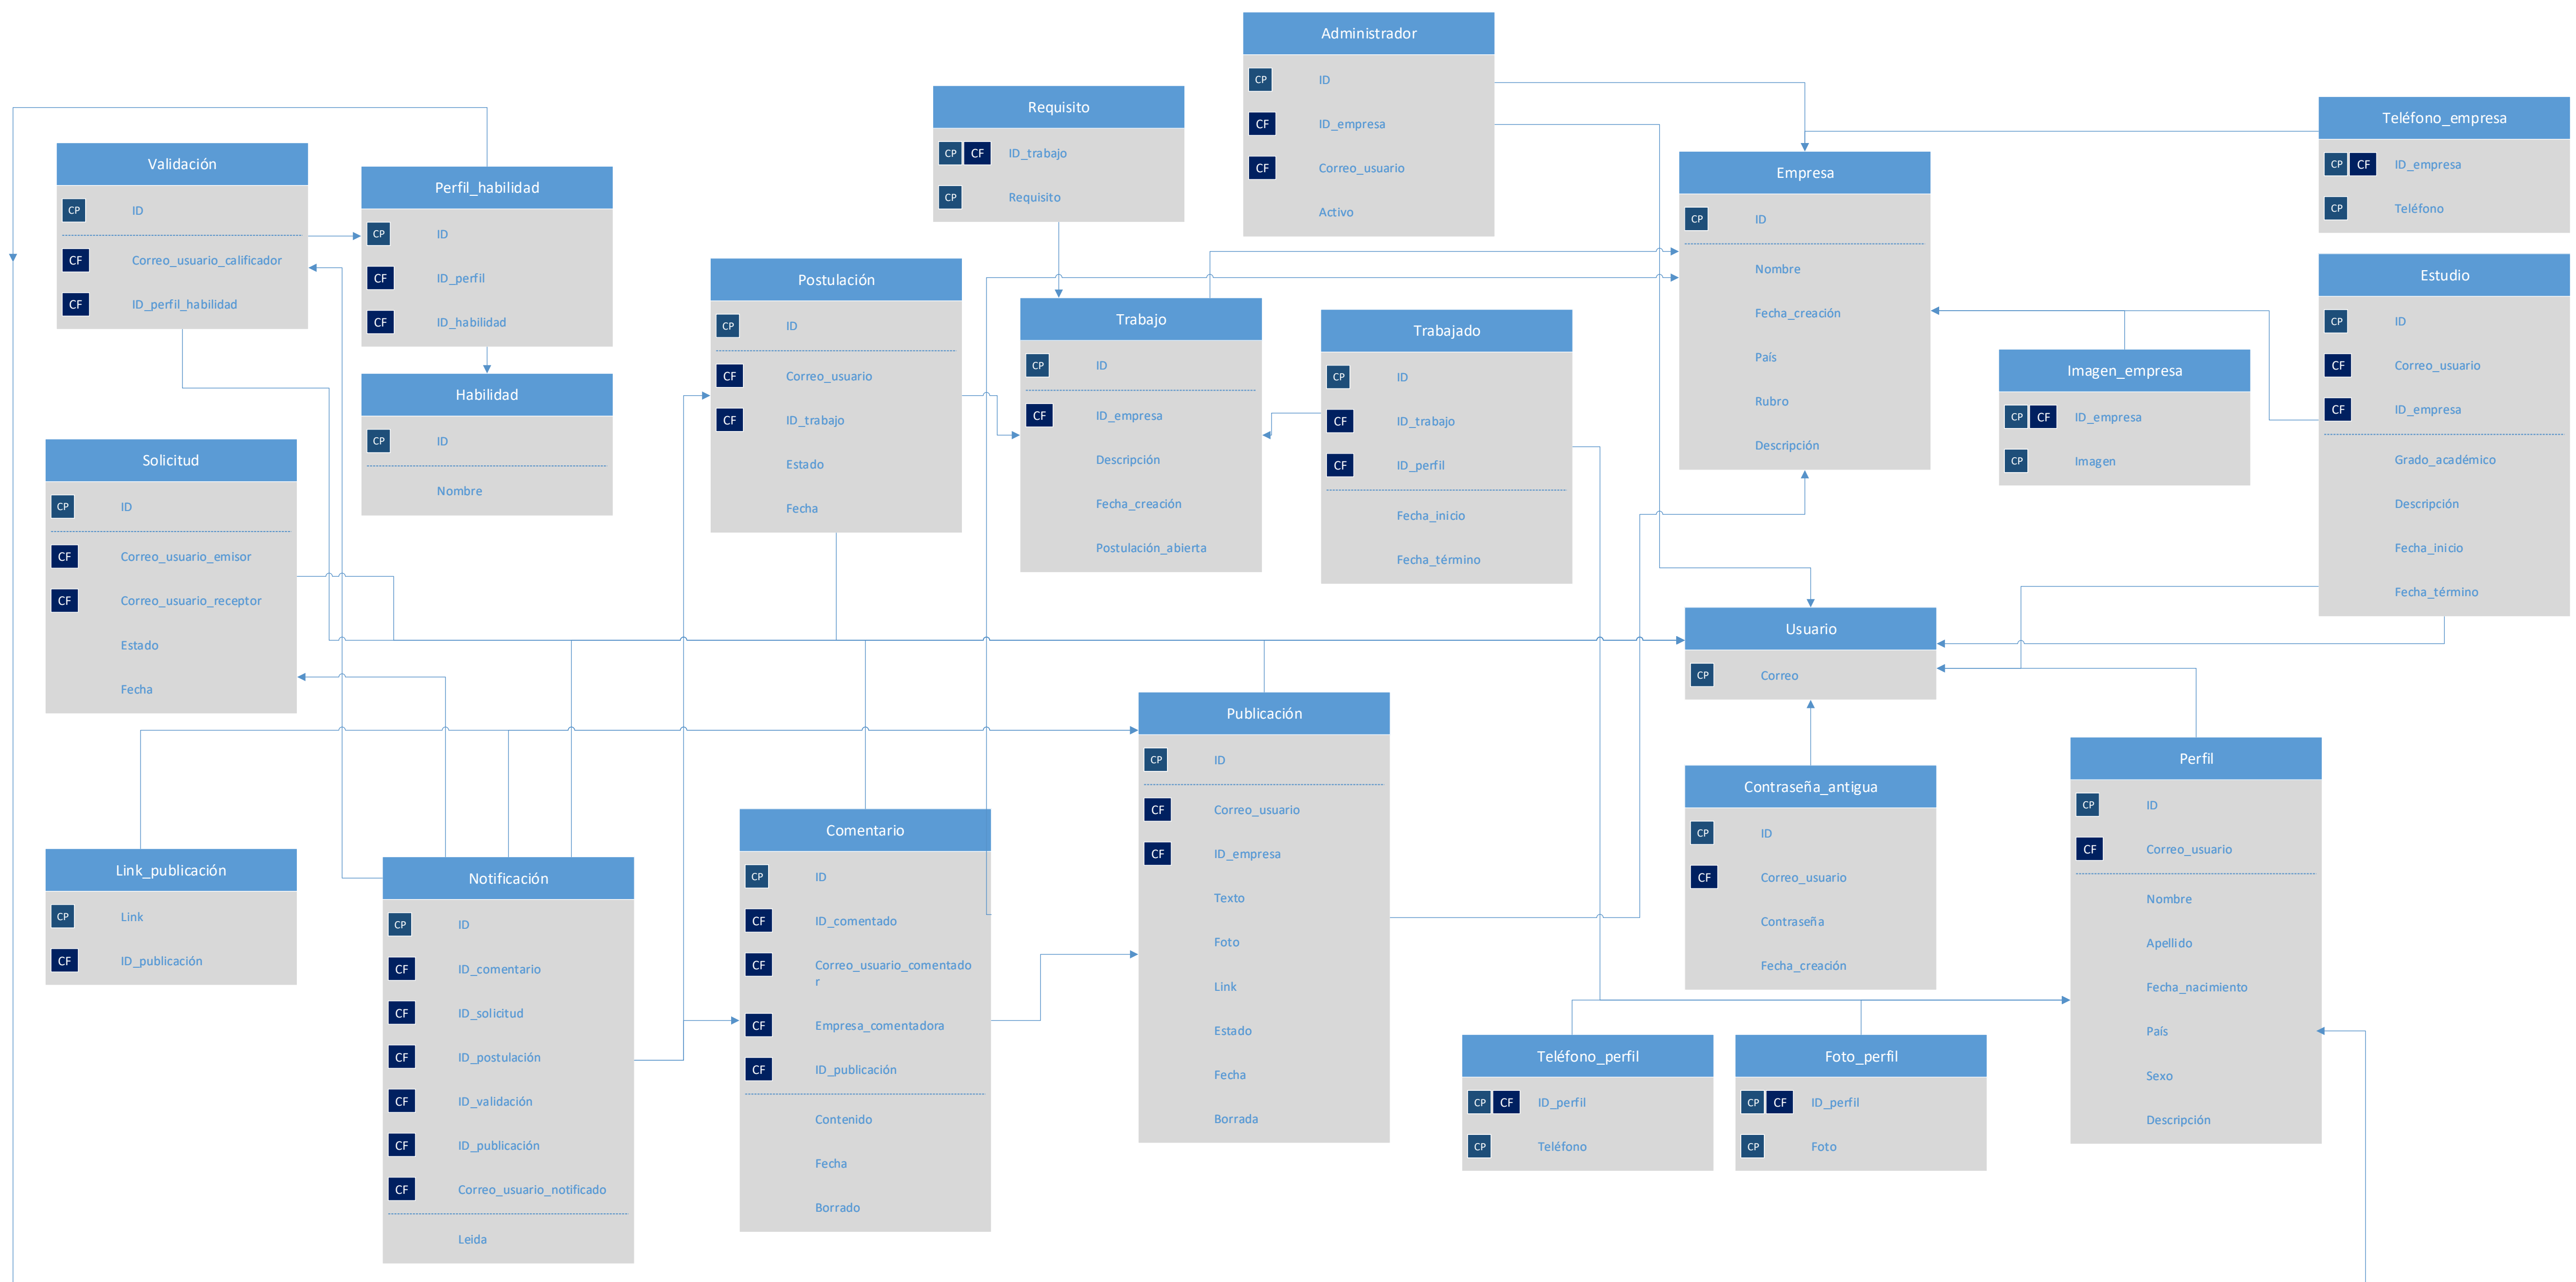 Administrador
CP ID
CF ID_empresa
CF Correo_usuario
Activo
Requisito
CP CF ID_trabajo
CP Requisito
Teléfono_empresa
CP CF ID_empresa
CP Teléfono
Validación
CP ID
CF Correo_usuario_calificador
CF ID_perfil_habilidad
Perfil_habilidad
CP ID
CF ID_perfil
CF ID_habilidad
Empresa
CP ID
Nombre
Fecha_creación
País
Rubro
Descripción
Estudio
CP ID
CF Correo_usuario
CF ID_empresa
Grado_académico
Descripción
Fecha_inicio
Fecha_término
Postulación
CP ID
CF Correo_usuario
CF ID_trabajo
Estado
Fecha
Trabajo
CP ID
CF ID_empresa
Descripción
Fecha_creación
Postulación_abierta
Trabajado
CP ID
CF ID_trabajo
CF ID_perfil
Fecha_inicio
Fecha_término
Imagen_empresa
CP CF ID_empresa
CP Imagen
Habilidad
CP ID
Nombre
Solicitud
CP ID
CF Correo_usuario_emisor
CF Correo_usuario_receptor
Estado
Fecha
Usuario
CP Correo
Publicación
CP ID
CF Correo_usuario
CF ID_empresa
Texto
Foto
Link
Estado
Fecha
Borrada
Perfil
CP ID
CF Correo_usuario
Nombre
Apellido
Fecha_nacimiento
País
Sexo
Descripción
Contraseña_antigua
CP ID
CF Correo_usuario
Contraseña
Fecha_creación
Comentario
CP ID
CF ID_comentado
CF Correo_usuario_comentado
r
CF Empresa_comentadora
CF ID_publicación
Contenido
Fecha
Borrado
Link_publicación
CP Link
CF ID_publicación
Notificación
CP ID
CF ID_comentario
CF ID_solicitud
CF ID_postulación
CF ID_validación
CF ID_publicación
CF Correo_usuario_notificado
Leida
Teléfono_perfil
CP CF ID_perfil
CP Teléfono
Foto_perfil
CP CF ID_perfil
CP Foto